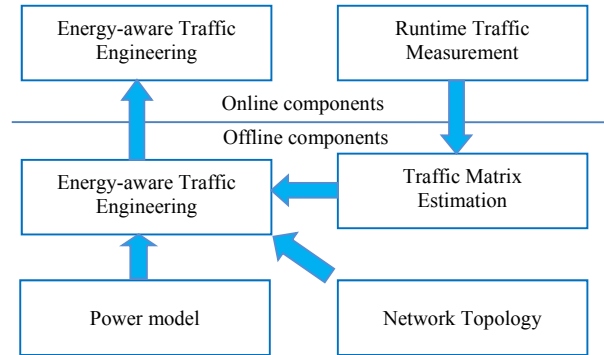 Energy-aware Traffic
Engineering
Runtime Traffic
Measurement
Online components
Offline components
Energy-aware Traffic
Engineering
Traffic Matrix
Estimation
Power model
Network Topology